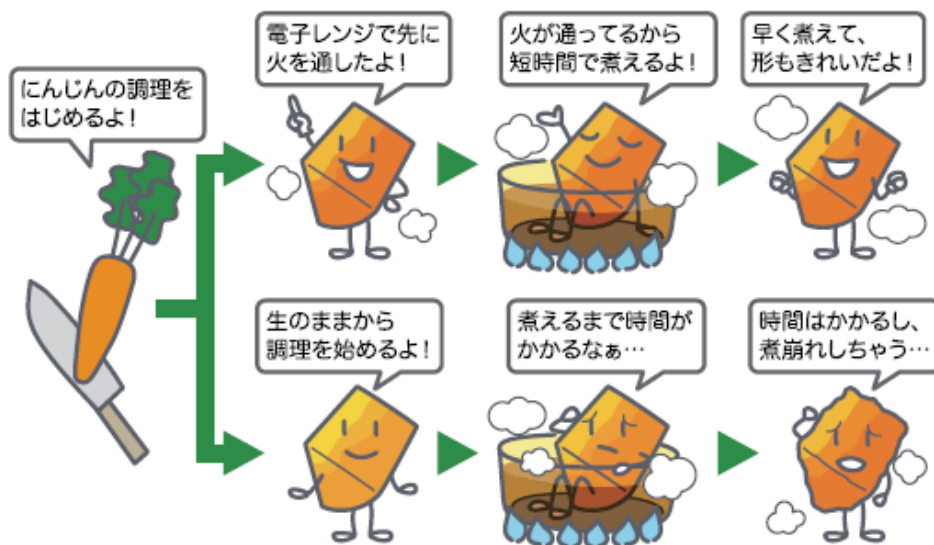 にんじんの調理を
はじめるよ！
電子レンジで先に
火を通したよ！
火が通ってるから
短時間で煮えるよ！
早く煮えて、
形もきれいだよ！
生のままから
調理を始めるよ！
煮えるまで時間が
かかるなぁ…
時間はかかるし、
煮崩れしちゃう…